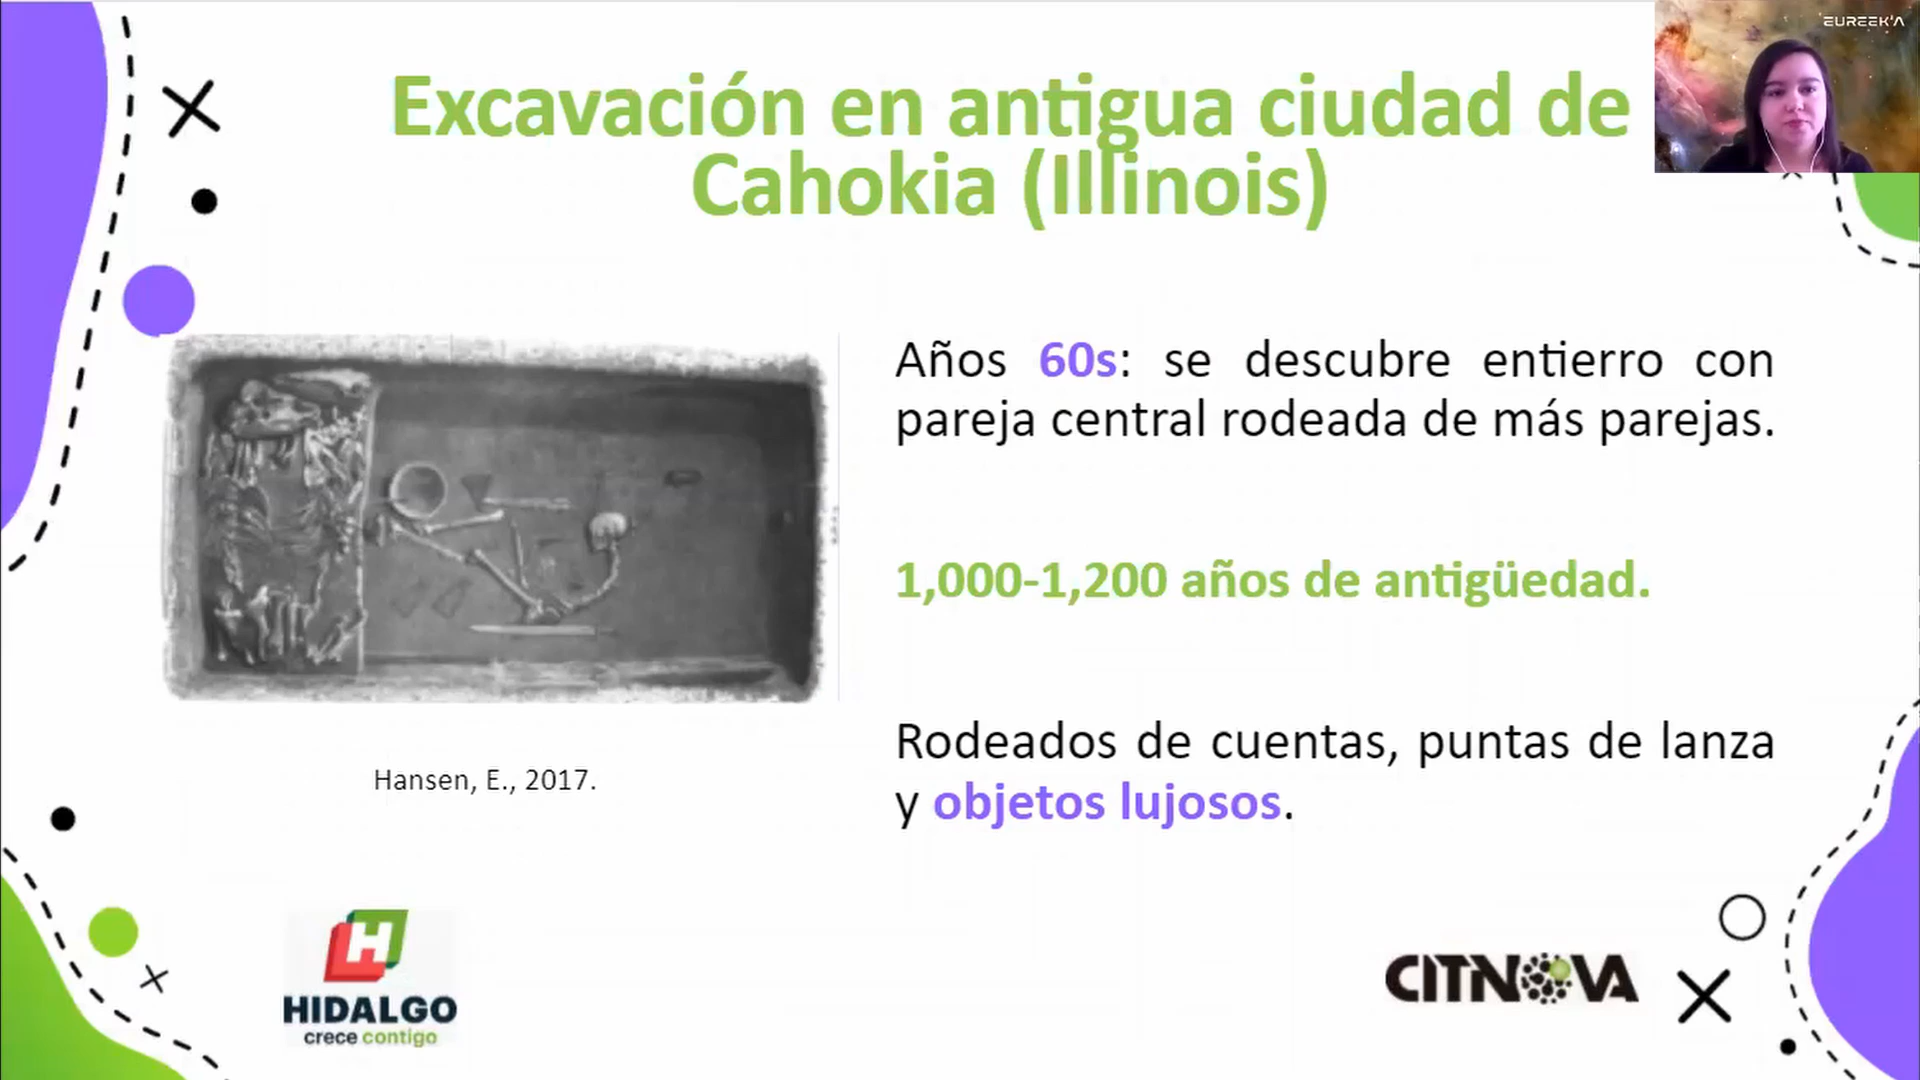 EUREEK'A
Excavación en antigua ciudad de
Cahokia (Illinois)
Años 60s: se descubre entierro con
pareja central rodeada de más parejas.
1,000-1,200 años de antigüedad.
Rodeados de cuentas, puntas de lanza
y objetos lujosos.
Hansen, E., 2017.
H
HIDALGO
crece contigo
CITNOVA